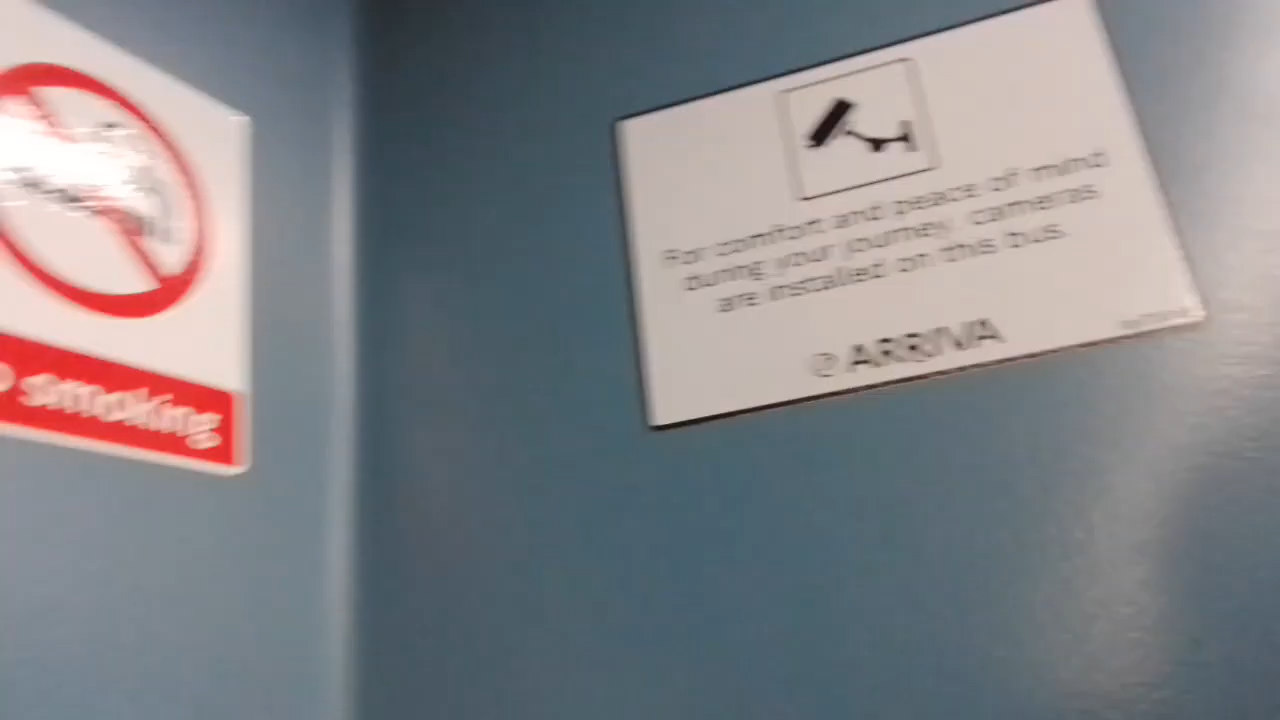 smoking
For comfort and peace of mind
during your journey, cameras
are installed on this bus.
ARRIVA